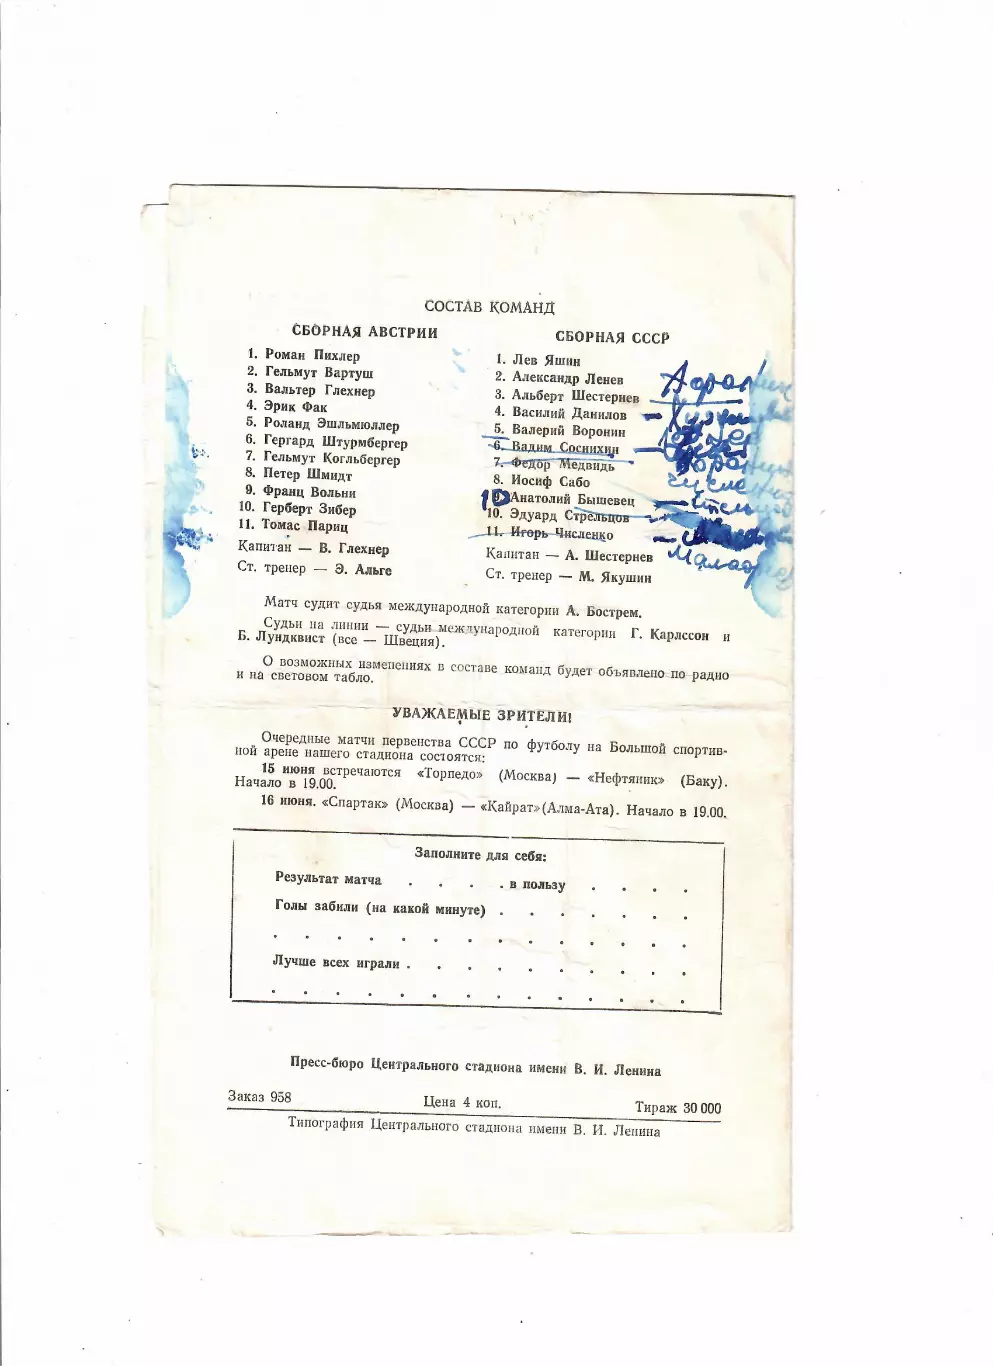 СОСТАВ КОМАНД
СБОРНАЯ АВСТРИИ
1. Роман Пихлер
2. Гельмут Вартуш
3. Вальтер Глехнер
4. Эрик Фак
5. Роланд Эшльмюллер
6. Гергард Штурмбергер
7. Гельмут Когльбергер
8. Петер Шмидт
9. Франц Вольни
10. Герберт Зибер
11. Томас Париц
Капитан — В. Глехнер
Ст. тренер — Э. Альге
СБОРНАЯ СССР
1. Лев Яшин
2. Александр Ленев
3. Альберт Шестернев
4. Василий Данилов
5. Валерий Воронин
6. Вадим Соснихин
7. Федор Медвидь
8. Иосиф Сабо
10 9. Анатолий Бышевец
10. Эдуард Стрельцов
11. Игорь Численко
Капитан — А. Шестернев
Ст. тренер — М. Якушин
Матч судит судья международной категории А. Бострем.
Судьи на линии — судьи международной категории Г. Карлссон и
Б. Лундквист (все — Швеция).
О возможных изменениях в составе команд будет объявлено по радио
и на световом табло.
УВАЖАЕМЫЕ ЗРИТЕЛИ!
Очередные матчи первенства СССР по футболу на Большой спортив-
ной арене нашего стадиона состоятся:
15 июня встречаются «Торпедо» (Москва) — «Нефтяник» (Баку).
Начало в 19.00.
16 июня. «Спартак» (Москва) — «Кайрат» (Алма-Ата). Начало в 19.00.
Заполните для себя:
Результат матча . . . . в пользу . . . .
Голы забили (на какой минуте) . . . . . . .
. . . . . . . . . . . . . .
Лучше всех играли . . . . . . . . . .
. . . . . . . . . . . . . .
Пресс-бюро Центрального стадиона имени В. И. Ленина
Заказ 958 Цена 4 коп. Тираж 30 000
Типография Центрального стадиона имени В. И. Ленина